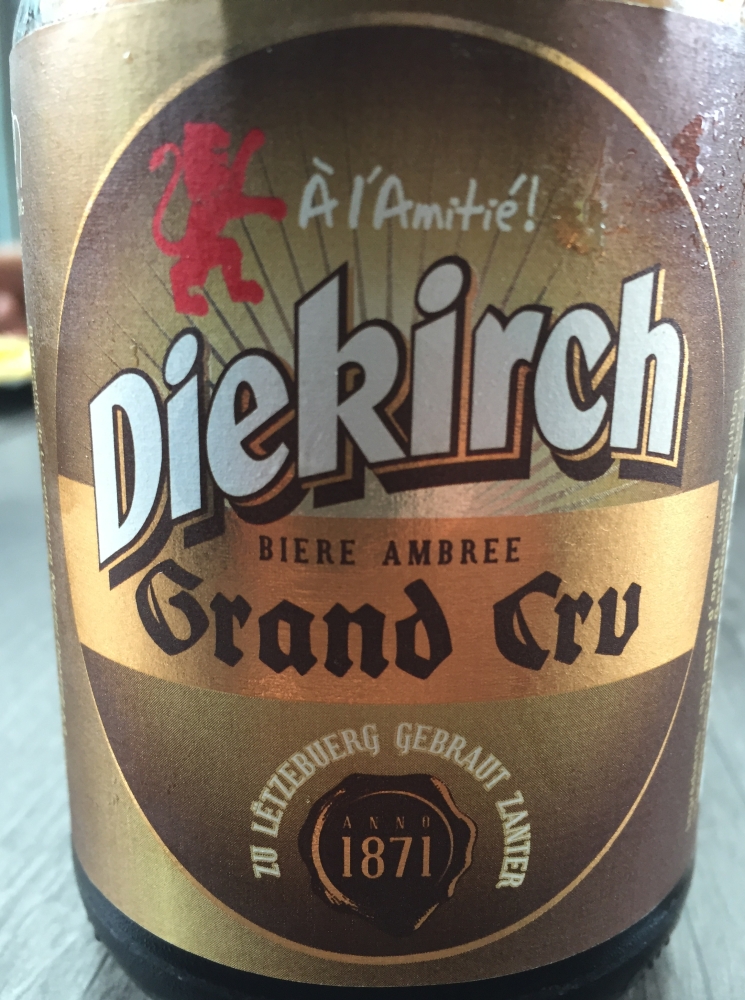 À l'Amitié!
Diekirch
BIERE AMBREE
Grand Cru
ZU LËTZEBUERG GEBRAUT ZANTER
ANNO
1871